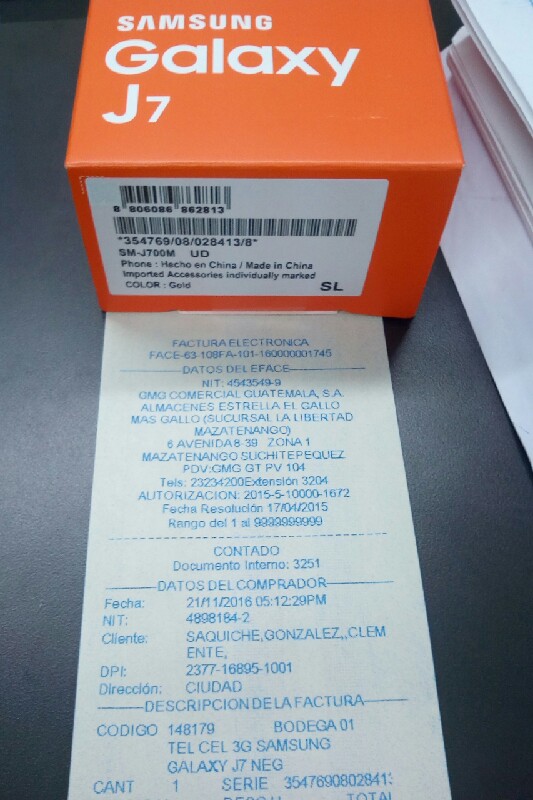 SAMSUNG
Galaxy
J7
8 806086 862813
*354769/08/028413/8*
SM-J700M UD
Phone : Hecho en China / Made in China
Imported Accessories individually marked
COLOR : Gold
SL
FACTURA ELECTRONICA
FACE-63-108FA-101-160000001745
DATOS DEL EFACE
NIT: 4543549-9
GMG COMERCIAL GUATEMALA, S.A.
ALMACENES ESTRELLA EL GALLO
MAS GALLO (SUCURSAL LA LIBERTAD
MAZATENANGO)
6 AVENIDA 8-39 ZONA 1
MAZATENANGO SUCHITEPEQUEZ
PDV:GMG GT PV 104
Tels: 23234200Extensión 3204
AUTORIZACION: 2015-5-10000-1672
Fecha Resolución 17/04/2015
Rango del 1 al 9999999999
CONTADO
Documento Interno: 3251
DATOS DEL COMPRADOR
Fecha: 21/11/2016 05:12:29PM
NIT: 4898184-2
Cliente: SAQUICHE,GONZALEZ,,CLEM
ENTE,
DPI: 2377-16895-1001
Dirección: CIUDAD
DESCRIPCION DE LA FACTURA
CODIGO 148179 BODEGA 01
TEL CEL 3G SAMSUNG
GALAXY J7 NEG
CANT 1 SERIE 35476908028413
TOTAL